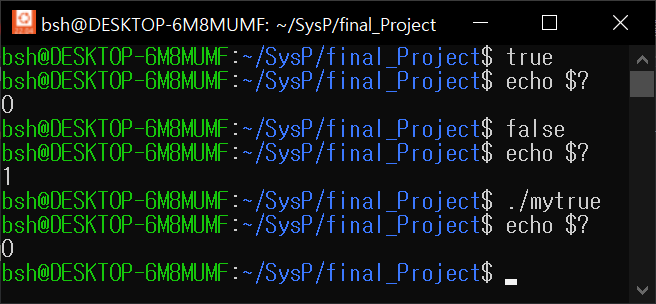 bsh@DESKTOP-6M8MUMF: ~/SysP/final_Project
bsh@DESKTOP-6M8MUMF:~/SysP/final_Project$ true
bsh@DESKTOP-6M8MUMF:~/SysP/final_Project$ echo $?
0
bsh@DESKTOP-6M8MUMF:~/SysP/final_Project$ false
bsh@DESKTOP-6M8MUMF:~/SysP/final_Project$ echo $?
1
bsh@DESKTOP-6M8MUMF:~/SysP/final_Project$ ./mytrue
bsh@DESKTOP-6M8MUMF:~/SysP/final_Project$ echo $?
0
bsh@DESKTOP-6M8MUMF:~/SysP/final_Project$